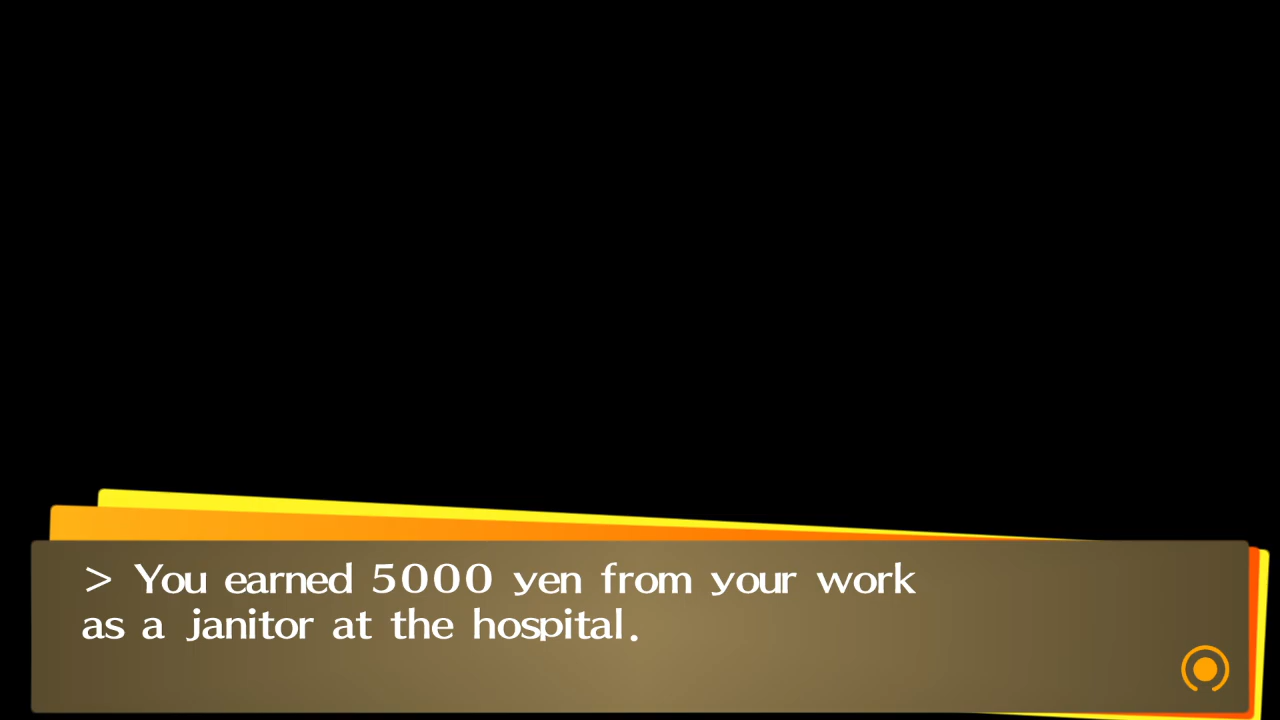 > You earned 5000 yen from your work
as a janitor at the hospital.